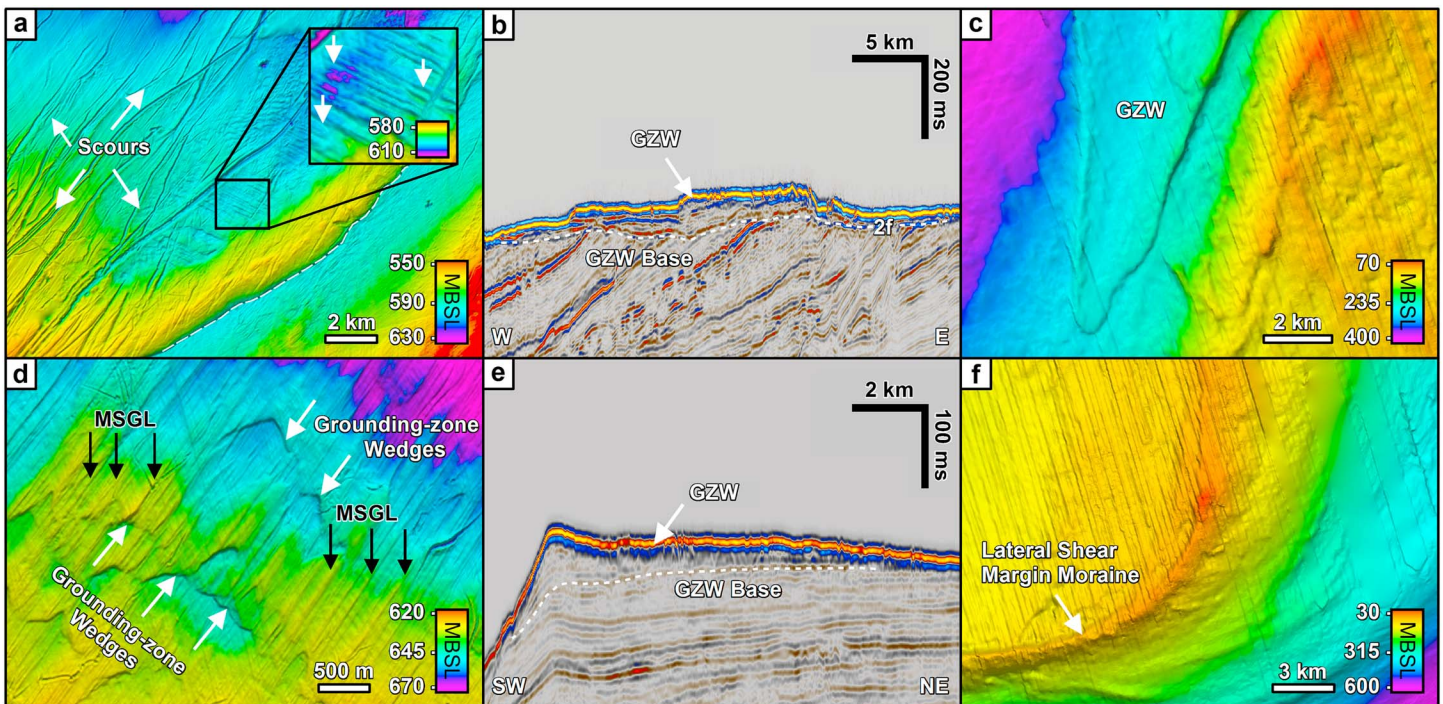 a
Scours
580
610
550
590
630
MBSL
2 km
b
5 km
200 ms
GZW
2f
GZW Base
W
E
c
GZW
70
235
400
MBSL
2 km
d
MSGL
Grounding-zone
Wedges
MSGL
Grounding-zone
Wedges
620
645
670
MBSL
500 m
e
2 km
100 ms
GZW
GZW Base
SW
NE
f
Lateral Shear
Margin Moraine
30
315
600
MBSL
3 km